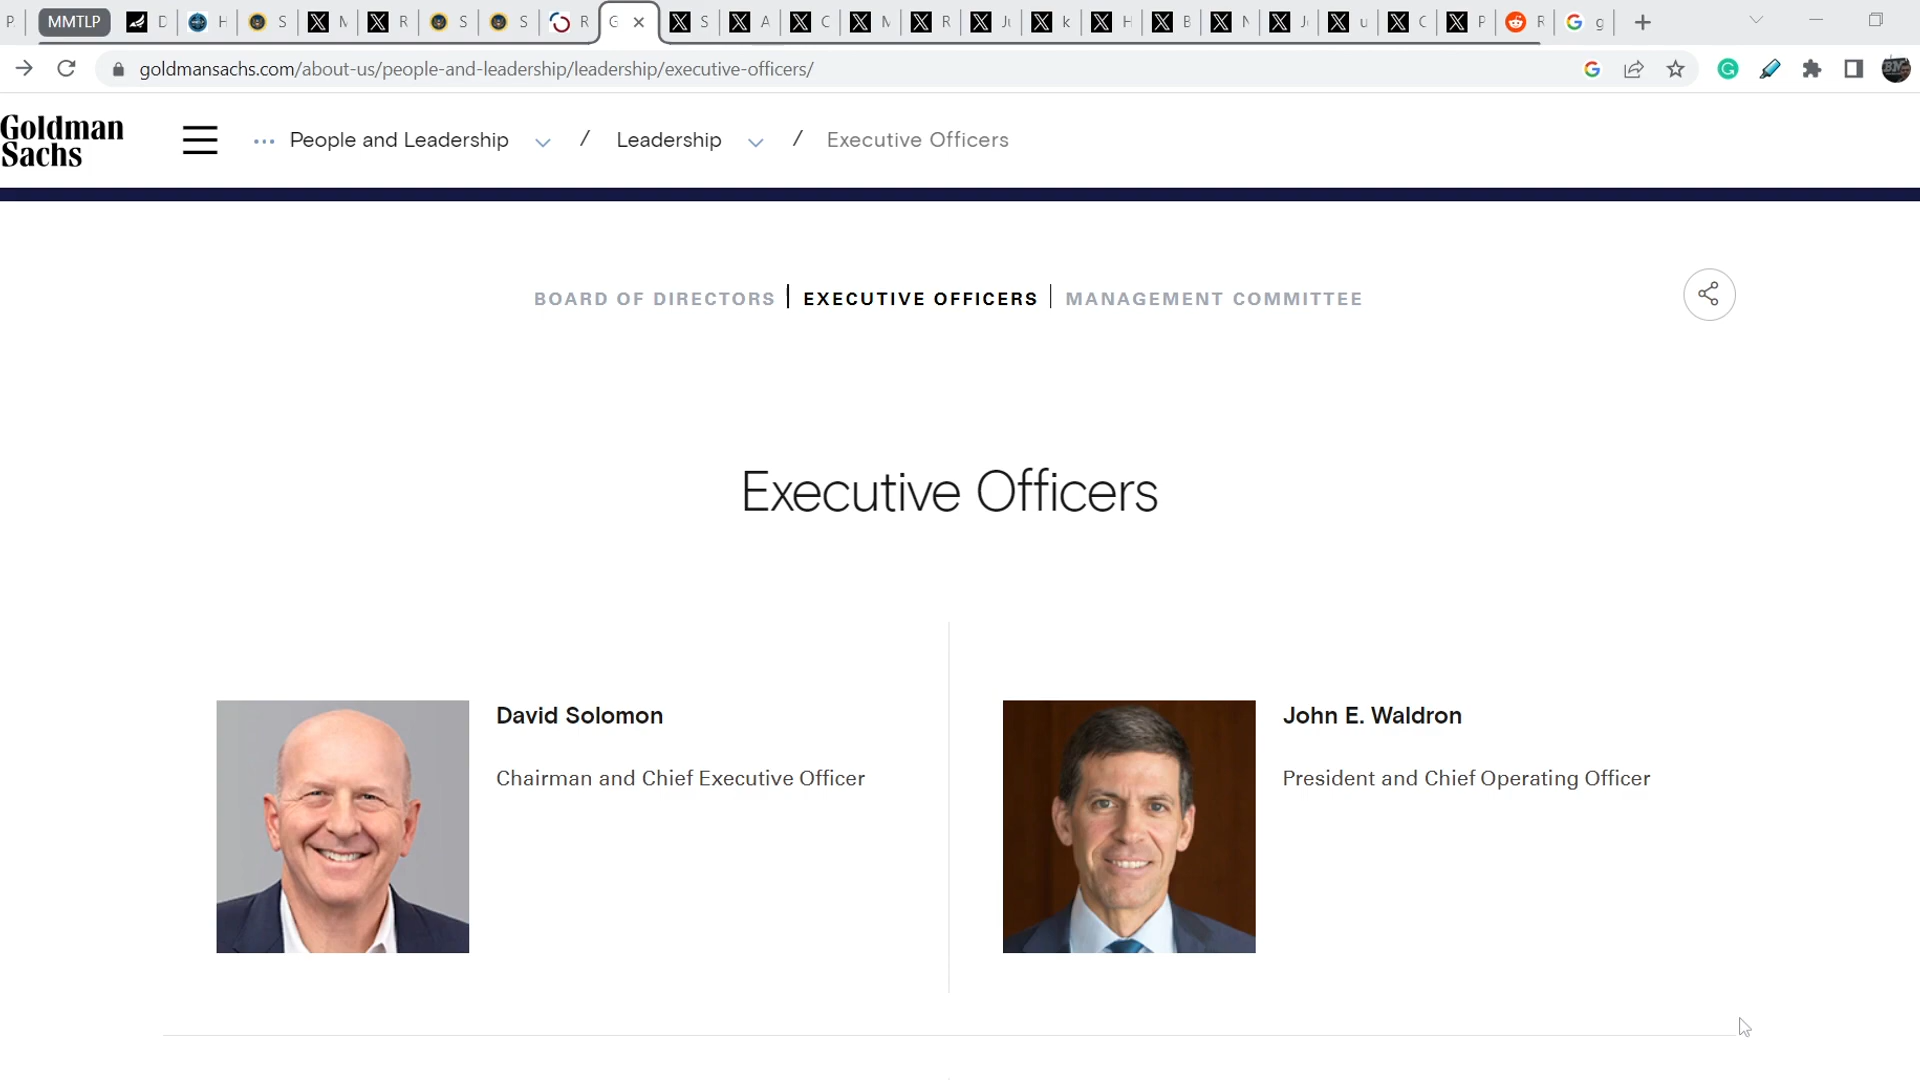 P MMTLP D H S M R S S R G S A C M R Ju k H B N Ji u C P R g
goldmansachs.com/about-us/people-and-leadership/leadership/executive-officers/
Goldman
Sachs
··· People and Leadership / Leadership / Executive Officers
BOARD OF DIRECTORS | EXECUTIVE OFFICERS | MANAGEMENT COMMITTEE
Executive Officers
David Solomon
Chairman and Chief Executive Officer
John E. Waldron
President and Chief Operating Officer